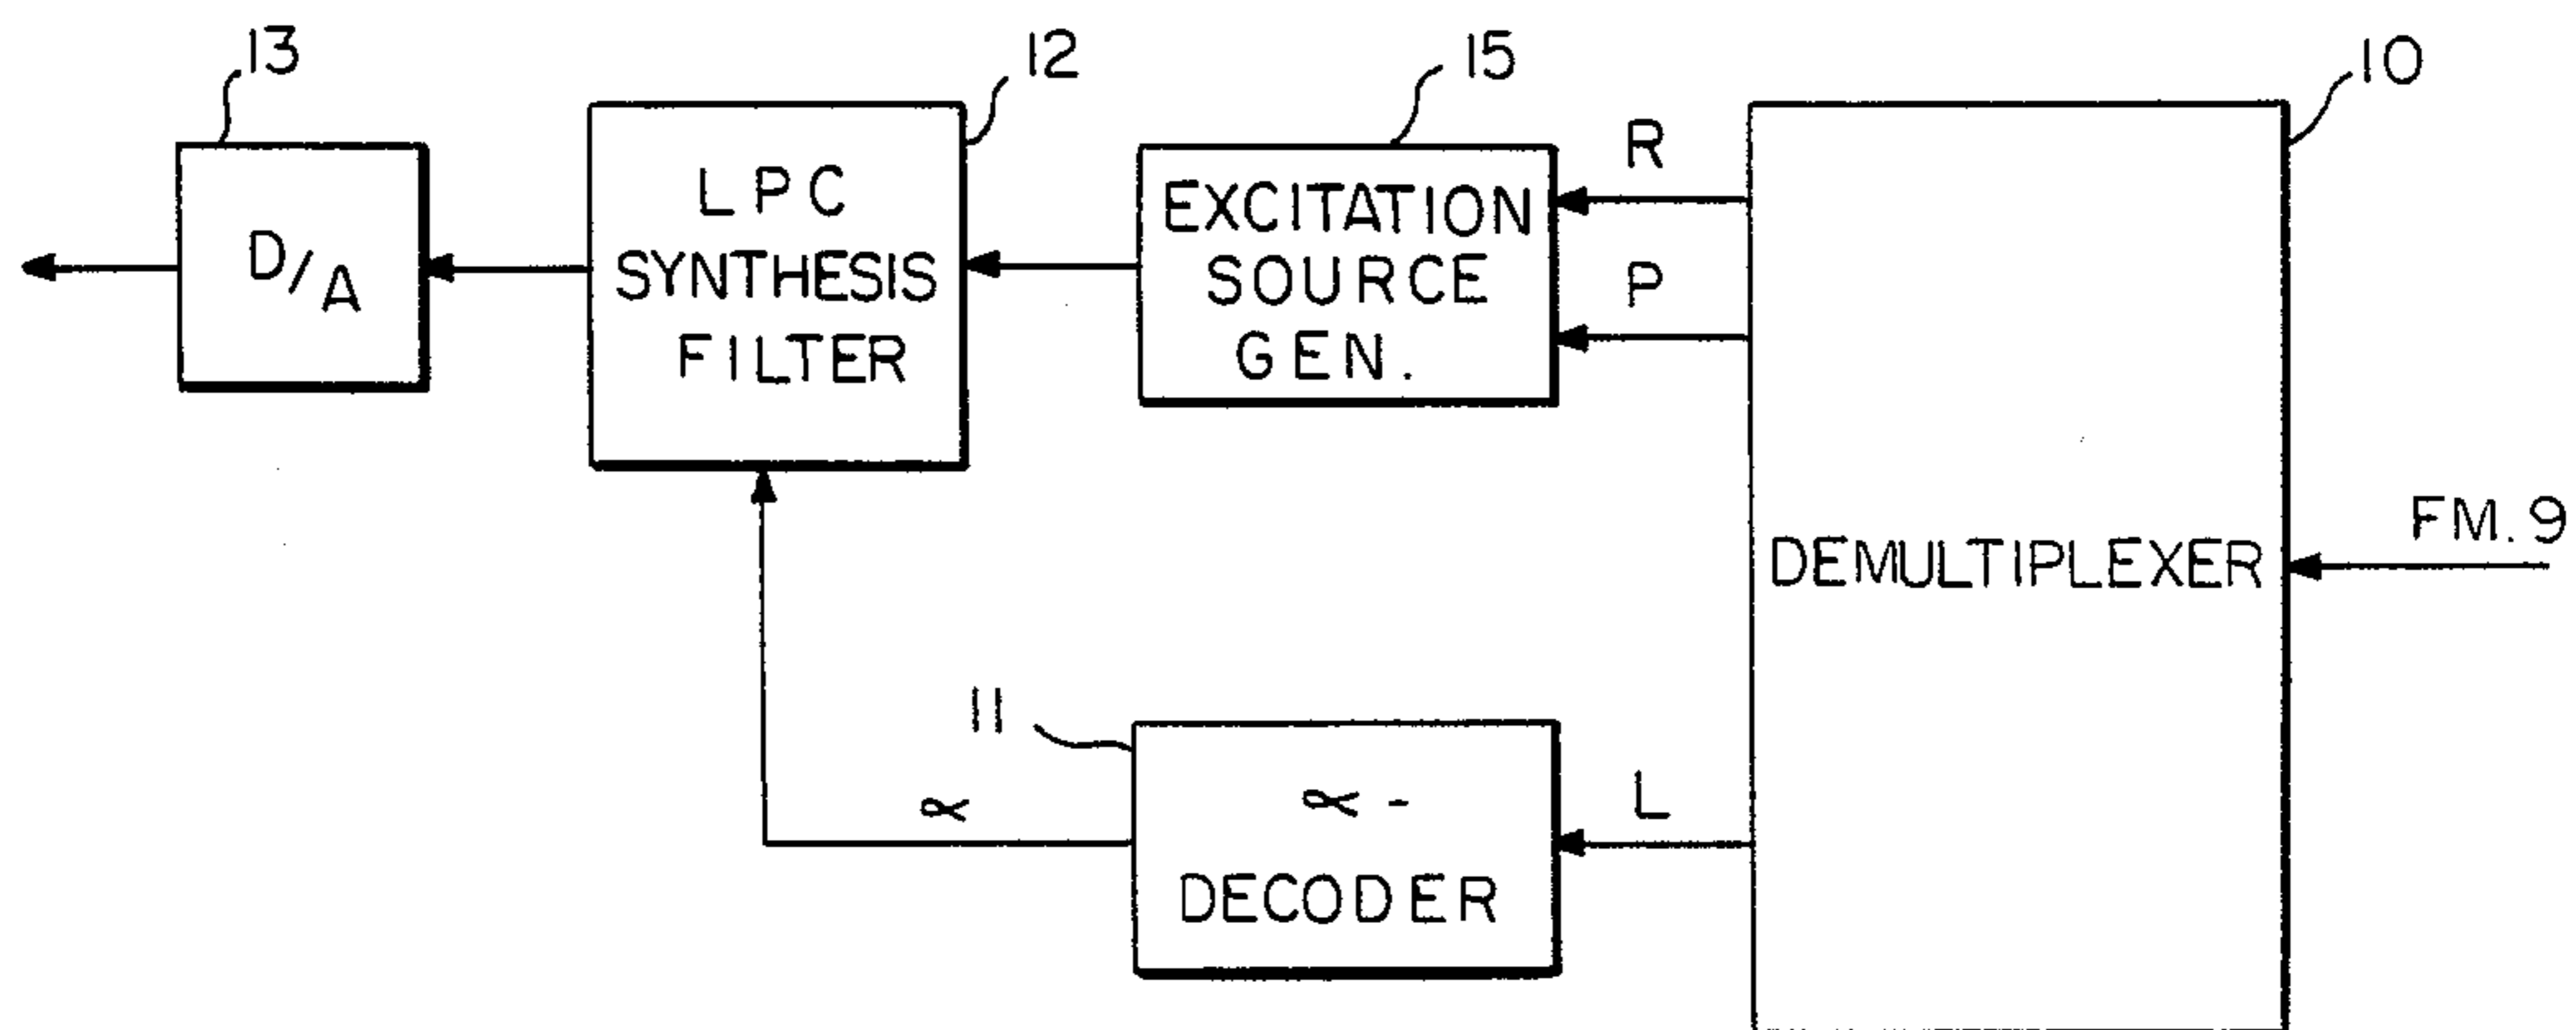 13
12
15
10
D/A
LPC
SYNTHESIS
FILTER
EXCITATION
SOURCE
GEN.
R
P
DEMULTIPLEXER
FM. 9
11
α
α -
DECODER
L